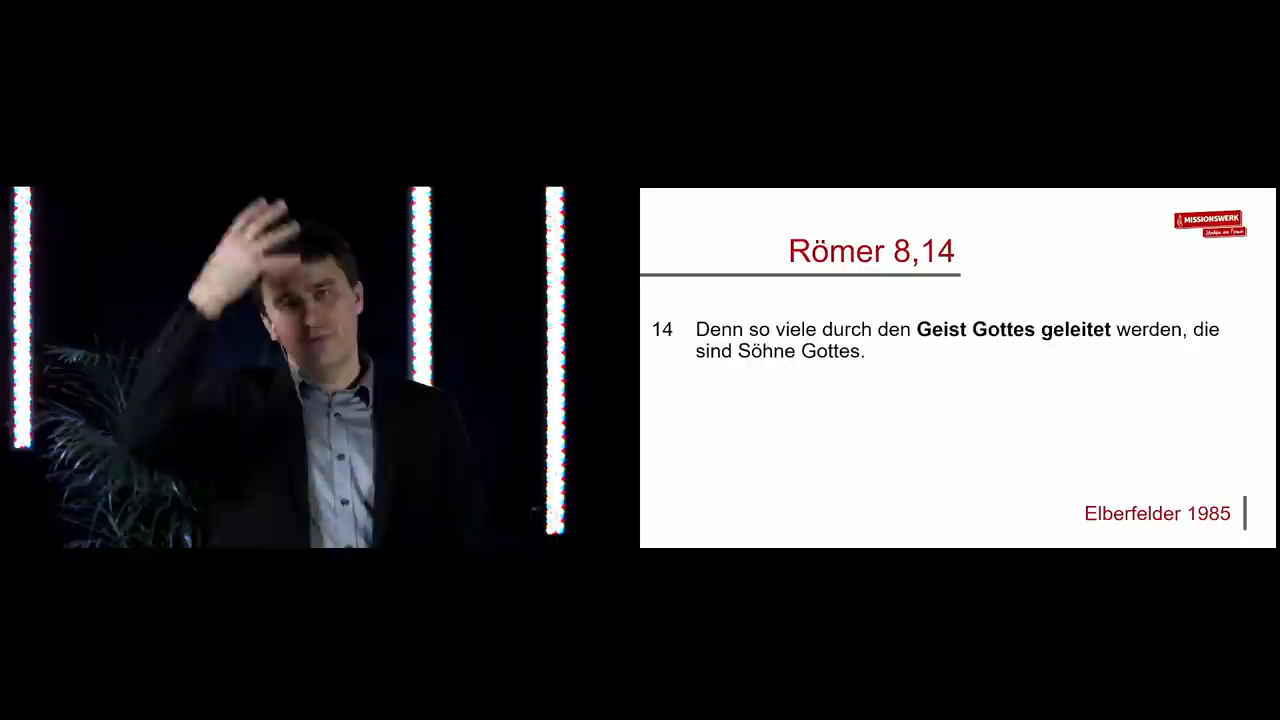 MISSIONSWERK
Römer 8,14
14 Denn so viele durch den Geist Gottes geleitet werden, die
sind Söhne Gottes.
Elberfelder 1985